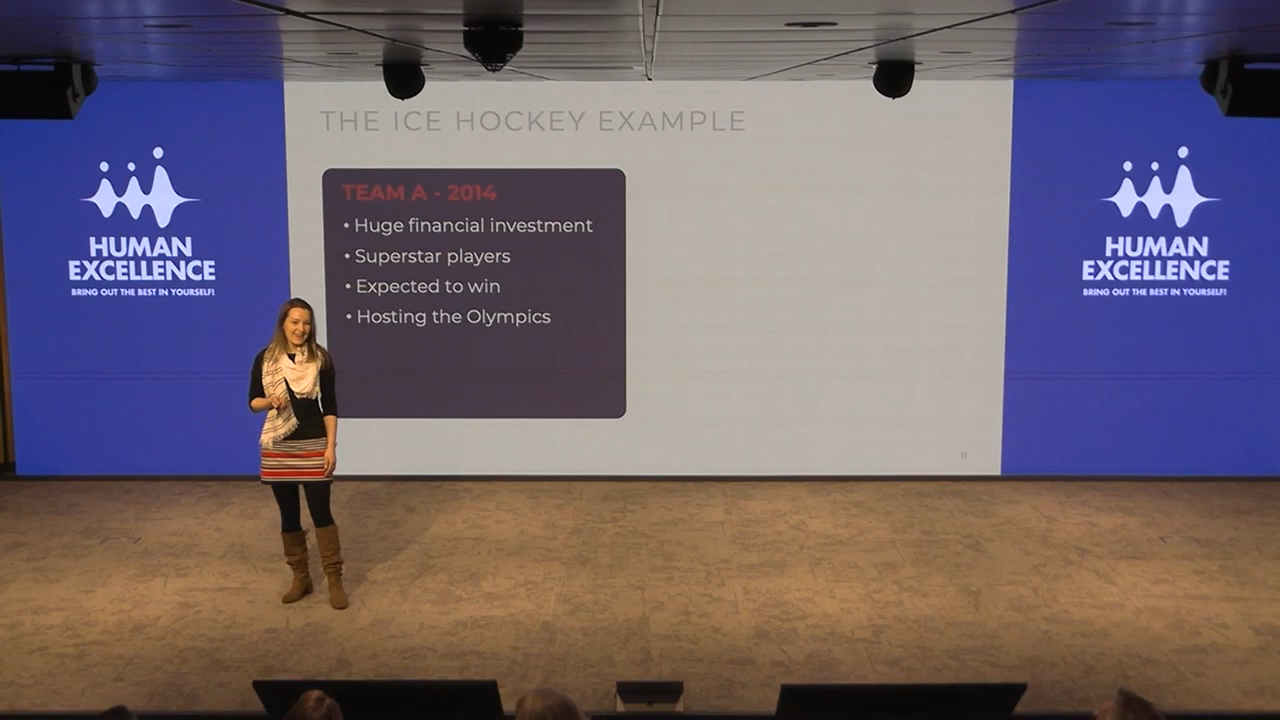 THE ICE HOCKEY EXAMPLE
TEAM A - 2014
• Huge financial investment
• Superstar players
• Expected to win
• Hosting the Olympics
11
HUMAN
EXCELLENCE
BRING OUT THE BEST IN YOURSELF!
HUMAN
EXCELLENCE
BRING OUT THE BEST IN YOURSELF!